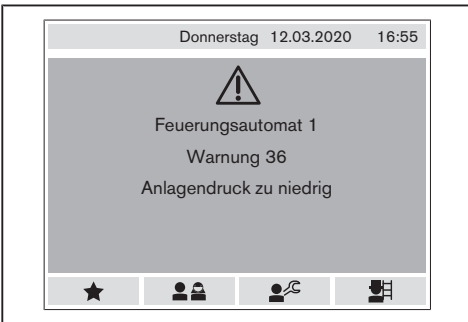 Donnerstag 12.03.2020 16:55
Feuerungsautomat 1
Warnung 36
Anlagendruck zu niedrig